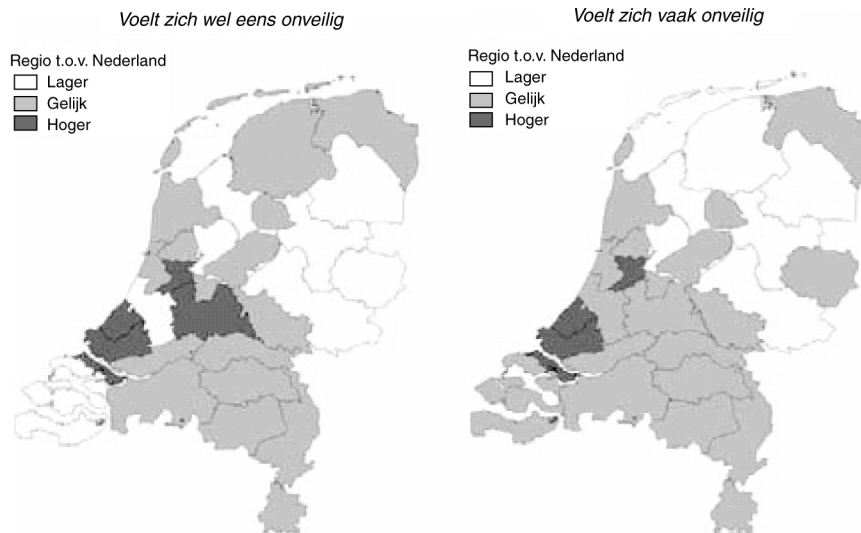 Voelt zich wel eens onveilig
Regio t.o.v. Nederland
Lager
Gelijk
Hoger
Voelt zich vaak onveilig
Regio t.o.v. Nederland
Lager
Gelijk
Hoger